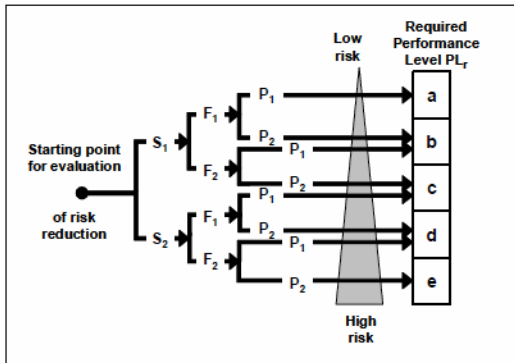 Low
risk
Required
Performance
Level PLr
Starting point
for evaluation
of risk
reduction
S1
S2
F1
F2
F1
F2
P1
P2
P1
P2
P1
P2
P1
P2
a
b
c
d
e
High
risk